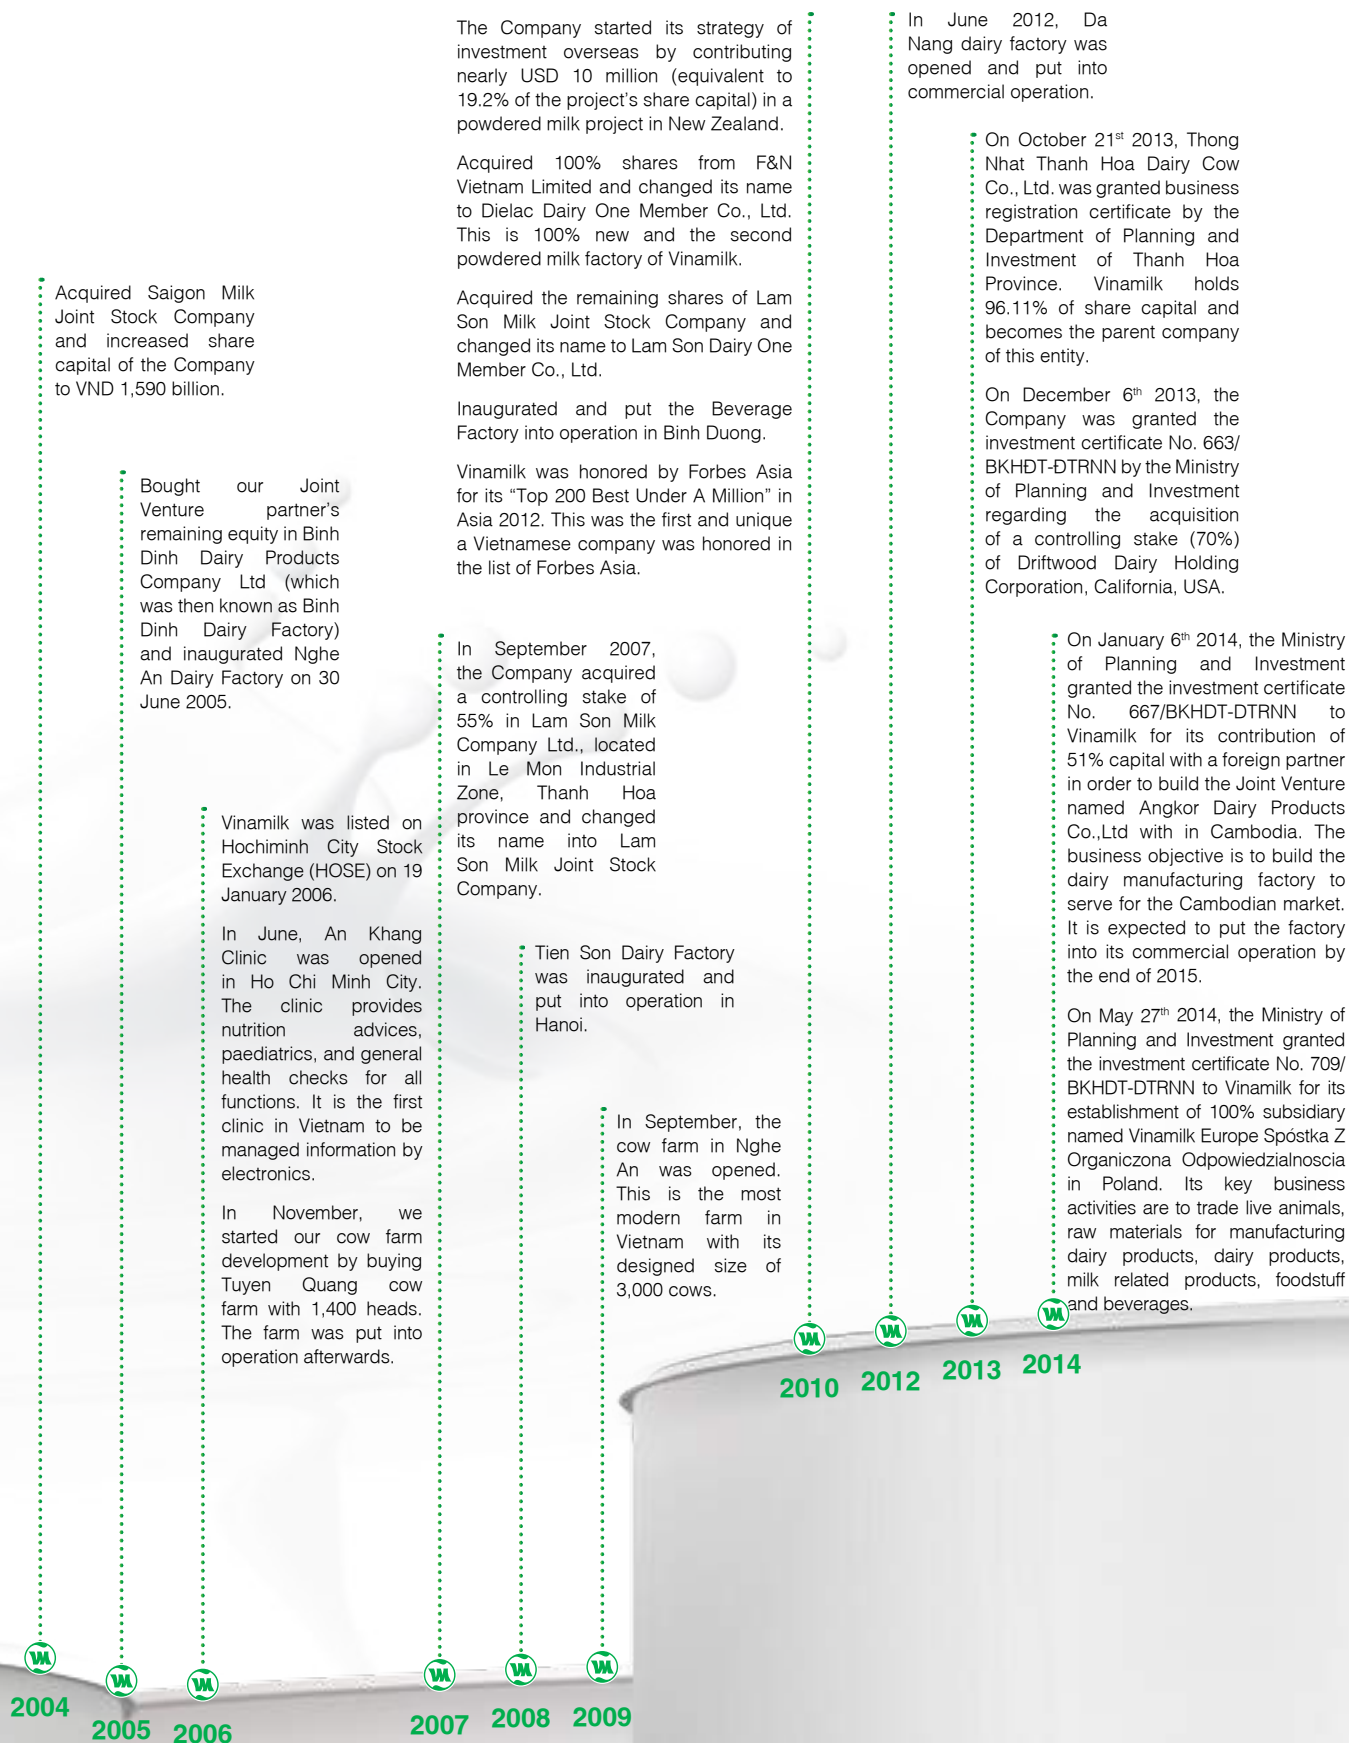 Acquired Saigon Milk
Joint Stock Company
and increased share
capital of the Company
to VND 1,590 billion.
2004
Bought our Joint
Venture partner's
remaining equity in Binh
Dinh Dairy Products
Company Ltd (which
was then known as Binh
Dinh Dairy Factory)
and inaugurated Nghe
An Dairy Factory on 30
June 2005.
2005
Vinamilk was listed on
Hochiminh City Stock
Exchange (HOSE) on 19
January 2006.
In June, An Khang
Clinic was opened
in Ho Chi Minh City.
The clinic provides
nutrition advices,
paediatrics, and general
health checks for all
functions. It is the first
clinic in Vietnam to be
managed information by
electronics.
In November, we
started our cow farm
development by buying
Tuyen Quang cow
farm with 1,400 heads.
The farm was put into
operation afterwards.
2006
In September 2007,
the Company acquired
a controlling stake of
55% in Lam Son Milk
Company Ltd., located
in Le Mon Industrial
Zone, Thanh Hoa
province and changed
its name into Lam
Son Milk Joint Stock
Company.
2007
Tien Son Dairy Factory
was inaugurated and
put into operation in
Hanoi.
2008
In September, the
cow farm in Nghe
An was opened.
This is the most
modern farm in
Vietnam with its
designed size of
3,000 cows.
2009
The Company started its strategy of
investment overseas by contributing
nearly USD 10 million (equivalent to
19.2% of the project's share capital) in a
powdered milk project in New Zealand.
Acquired 100% shares from F&N
Vietnam Limited and changed its name
to Dielac Dairy One Member Co., Ltd.
This is 100% new and the second
powdered milk factory of Vinamilk.
Acquired the remaining shares of Lam
Son Milk Joint Stock Company and
changed its name to Lam Son Dairy One
Member Co., Ltd.
Inaugurated and put the Beverage
Factory into operation in Binh Duong.
Vinamilk was honored by Forbes Asia
for its “Top 200 Best Under A Million” in
Asia 2012. This was the first and unique
a Vietnamese company was honored in
the list of Forbes Asia.
2010
In June 2012, Da
Nang dairy factory was
opened and put into
commercial operation.
2012
On October 21st 2013, Thong
Nhat Thanh Hoa Dairy Cow
Co., Ltd. was granted business
registration certificate by the
Department of Planning and
Investment of Thanh Hoa
Province. Vinamilk holds
96.11% of share capital and
becomes the parent company
of this entity.
On December 6th 2013, the
Company was granted the
investment certificate No. 663/
BKHĐT-ĐTRNN by the Ministry
of Planning and Investment
regarding the acquisition
of a controlling stake (70%)
of Driftwood Dairy Holding
Corporation, California, USA.
2013
On January 6th 2014, the Ministry
of Planning and Investment
granted the investment certificate
No. 667/BKHDT-DTRNN to
Vinamilk for its contribution of
51% capital with a foreign partner
in order to build the Joint Venture
named Angkor Dairy Products
Co.,Ltd with in Cambodia. The
business objective is to build the
dairy manufacturing factory to
serve for the Cambodian market.
It is expected to put the factory
into its commercial operation by
the end of 2015.
On May 27th 2014, the Ministry of
Planning and Investment granted
the investment certificate No. 709/
BKHDT-DTRNN to Vinamilk for its
establishment of 100% subsidiary
named Vinamilk Europe Spóstka Z
Organiczona Odpowiedzialnoscia
in Poland. Its key business
activities are to trade live animals,
raw materials for manufacturing
dairy products, dairy products,
milk related products, foodstuff
and beverages.
2014